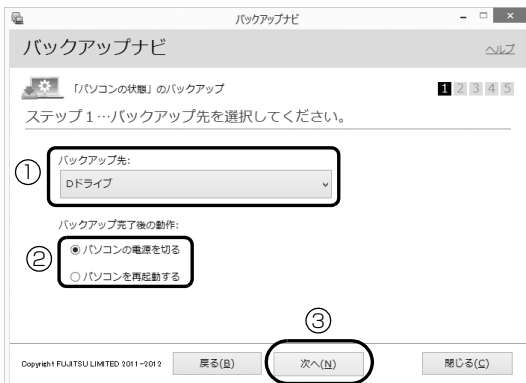 バックアップナビ
バックアップナビ
ヘルプ
「パソコンの状態」のバックアップ
1 2 3 4 5
ステップ1…バックアップ先を選択してください。
①
バックアップ先:
Dドライブ
バックアップ完了後の動作:
②
パソコンの電源を切る
パソコンを再起動する
③
Copyright FUJITSU LIMITED 2011-2012
戻る(B)
次へ(N)
閉じる(C)